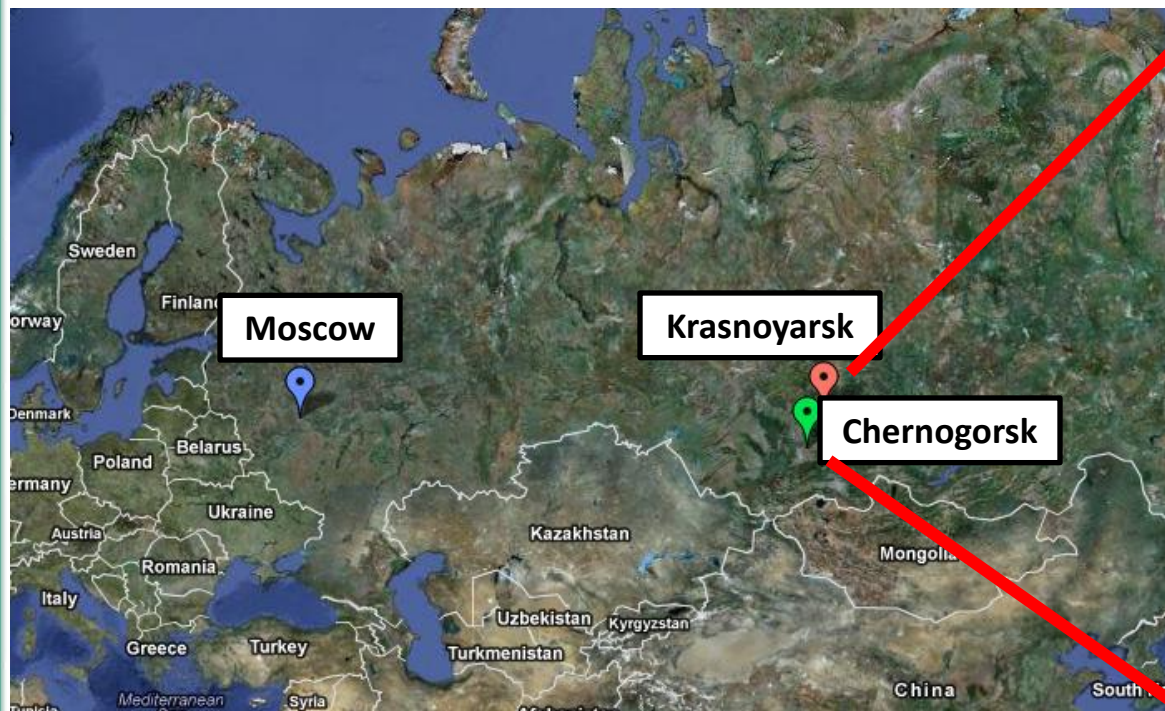 Sweden
Finlan
orway
Moscow
Krasnoyarsk
Denmark
Chernogorsk
Belarus
Poland
ermany
Ukraine
Austria
Kazakhstan
Romania
Mongolia
Italy
Uzbekistan
Kyrgyzstan
Greece
Turkey
Turkmenistan
China
South
Mediterranean
Syria